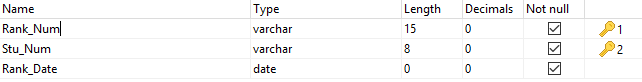 Name Type Length Decimals Not null
Rank_Num varchar 15 0 1
Stu_Num varchar 8 0 2
Rank_Date date 0 0